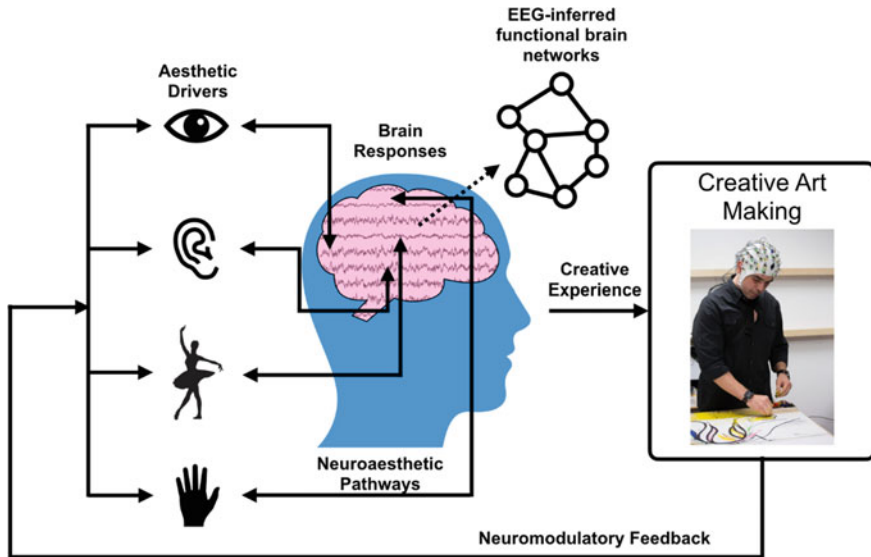 EEG-inferred
functional brain
networks
Aesthetic
Drivers
Brain
Responses
Creative Art
Making
Creative
Experience
Neuroaesthetic
Pathways
Neuromodulatory Feedback